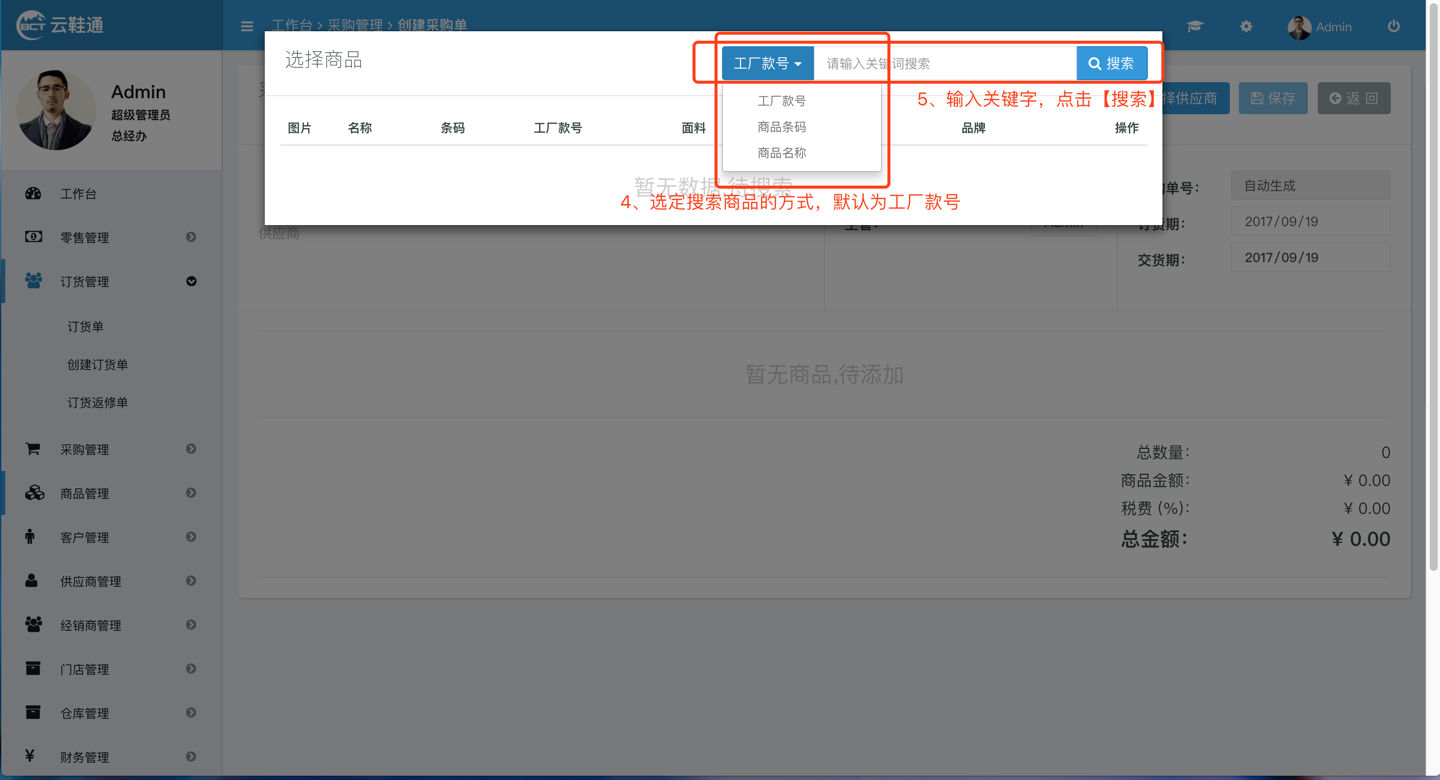 BCT 云鞋通
工作台 > 采购管理 > 创建采购单
Admin
Admin
超级管理员
总经办
工作台
零售管理
订货管理
订货单
创建订货单
订货返修单
采购管理
商品管理
客户管理
供应商管理
经销商管理
门店管理
仓库管理
¥ 财务管理
选择商品
工厂款号
请输入关键词搜索
搜索
工厂款号
商品条码
商品名称
5、输入关键字，点击【搜索】
图片 名称 条码 工厂款号 面料 品牌 操作
暂无数据,待搜索
4、选定搜索商品的方式，默认为工厂款号
择供应商
保存
返 回
购单号: 自动生成
订货期: 2017/09/19
交货期: 2017/09/19
供应商
主管:
Admin
暂无商品,待添加
总数量: 0
商品金额: ¥ 0.00
税费 (%): ¥ 0.00
总金额: ¥ 0.00